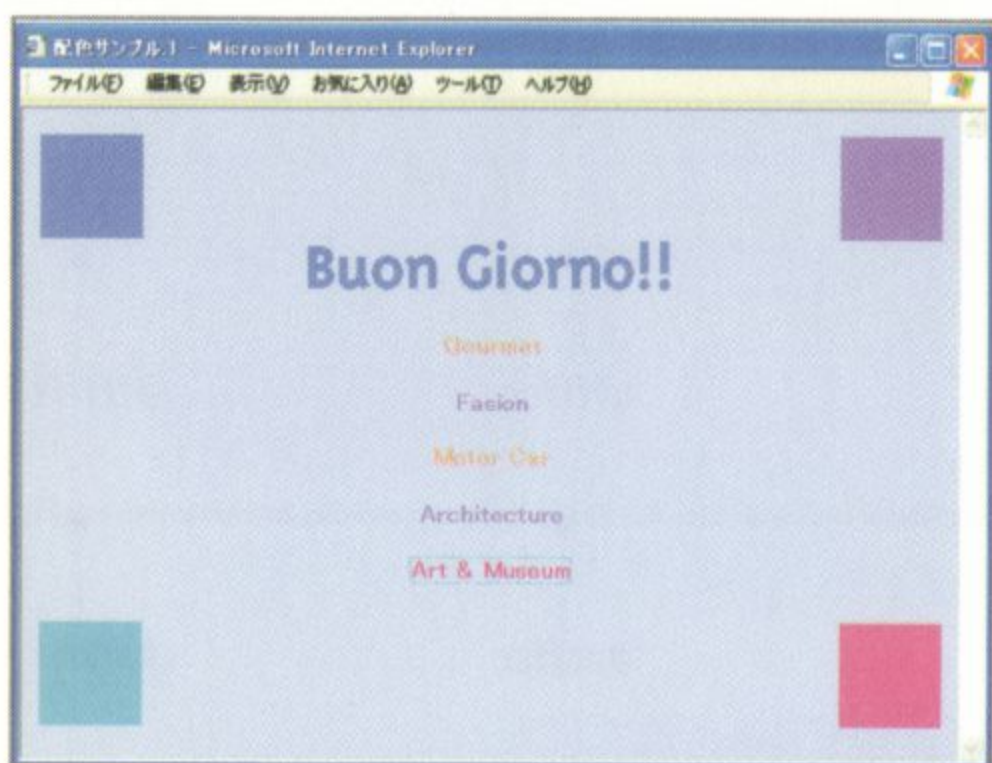 配色サンプル.1 - Microsoft Internet Explorer
ファイル(F) 編集(E) 表示(V) お気に入り(A) ツール(T) ヘルプ(H)
Buon Giorno!!
Gourmet
Fasion
Motor Car
Architecture
Art & Museum